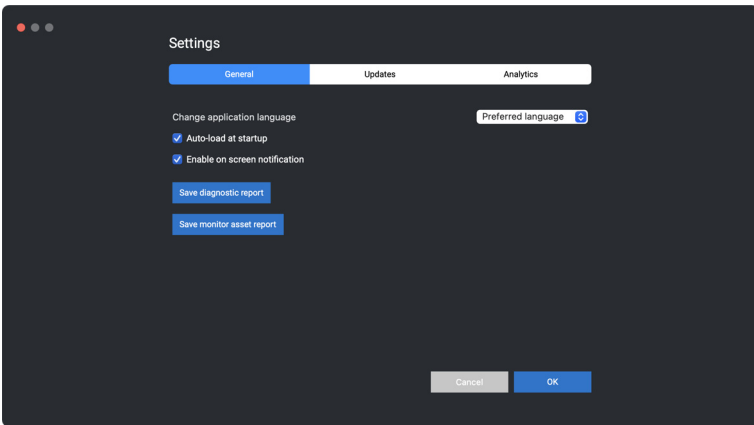 Settings
General Updates Analytics
Change application language Preferred language
Auto-load at startup
Enable on screen notification
Save diagnostic report
Save monitor asset report
Cancel OK